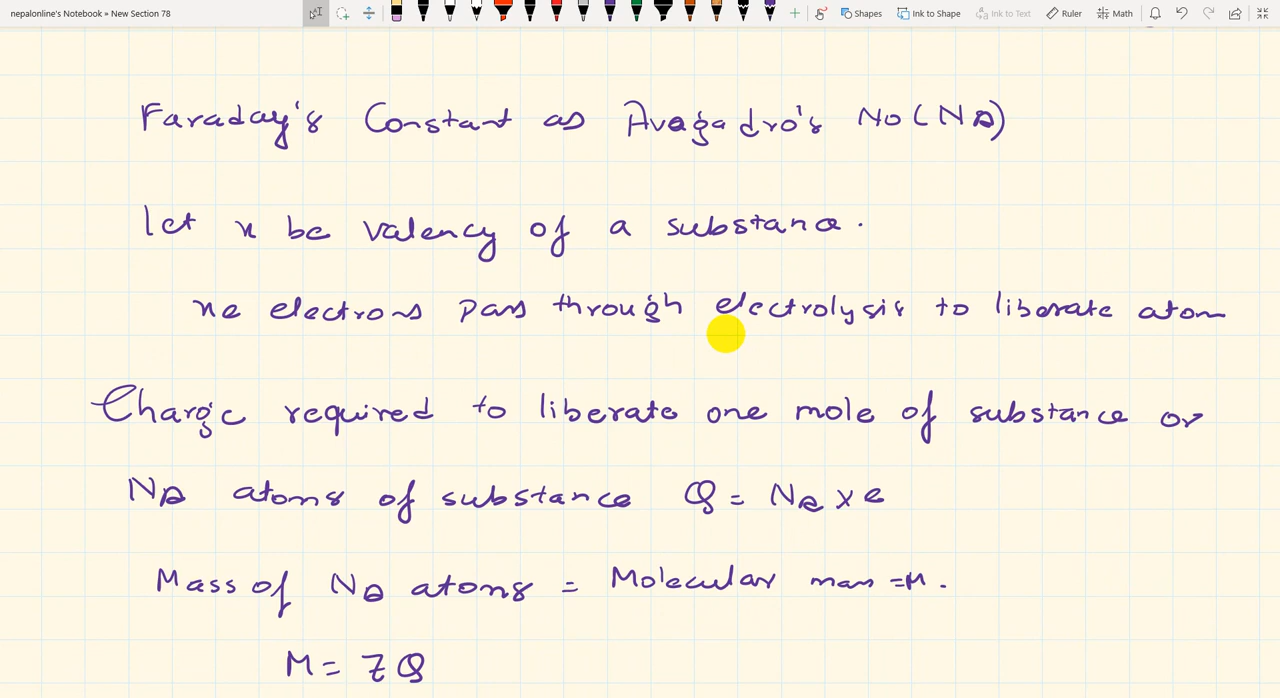 nepalonline's Notebook » New Section 78
Ink to Shape Shapes Ink to Text Ruler Math
Faraday's Constant as Avagadro's No (NA)
let x be valency of a substance.
xe electrons pass through electrolysis to liberate atom
Charge required to liberate one mole of substance or
NA atoms of substance Q = NA x e
Mass of NA atoms = Molecular mass = M.
M = ZQ